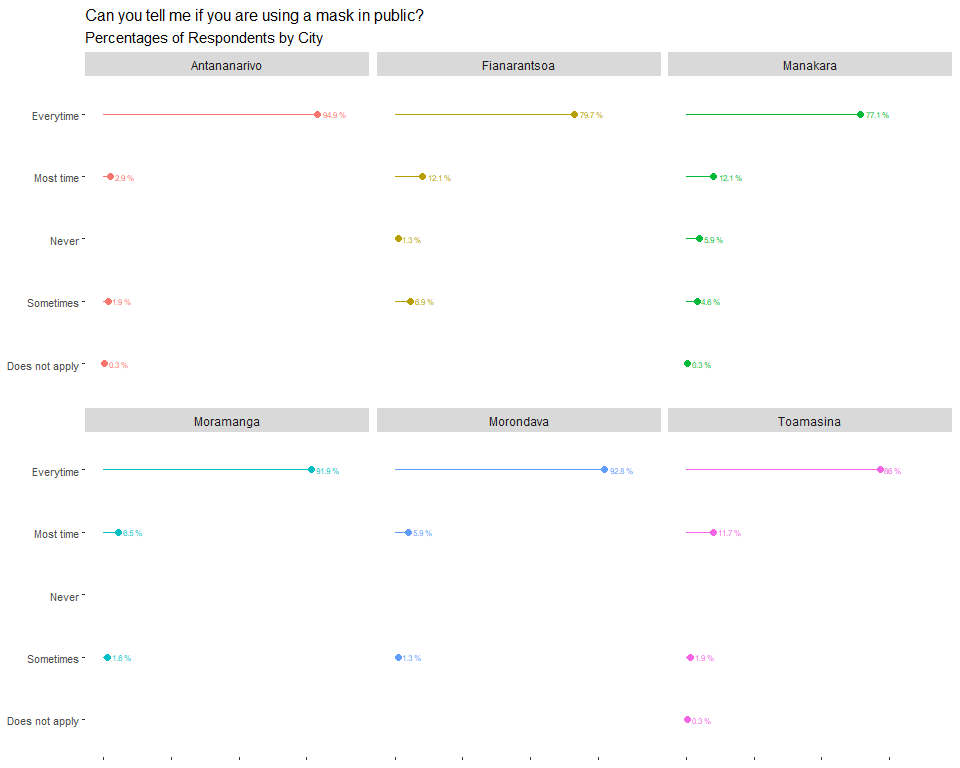 Can you tell me if you are using a mask in public?
Percentages of Respondents by City
Antananarivo Fianarantsoa Manakara
Everytime 94.9 % 79.7 % 77.1 %
Most time 2.9 % 12.1 % 12.1 %
Never 1.3 % 5.9 %
Sometimes 1.9 % 6.9 % 4.6 %
Does not apply 0.3 % 0.3 %
Moramanga Morondava Toamasina
Everytime 91.9 % 92.8 % 86 %
Most time 6.5 % 5.9 % 11.7 %
Never
Sometimes 1.6 % 1.3 % 1.9 %
Does not apply 0.3 %